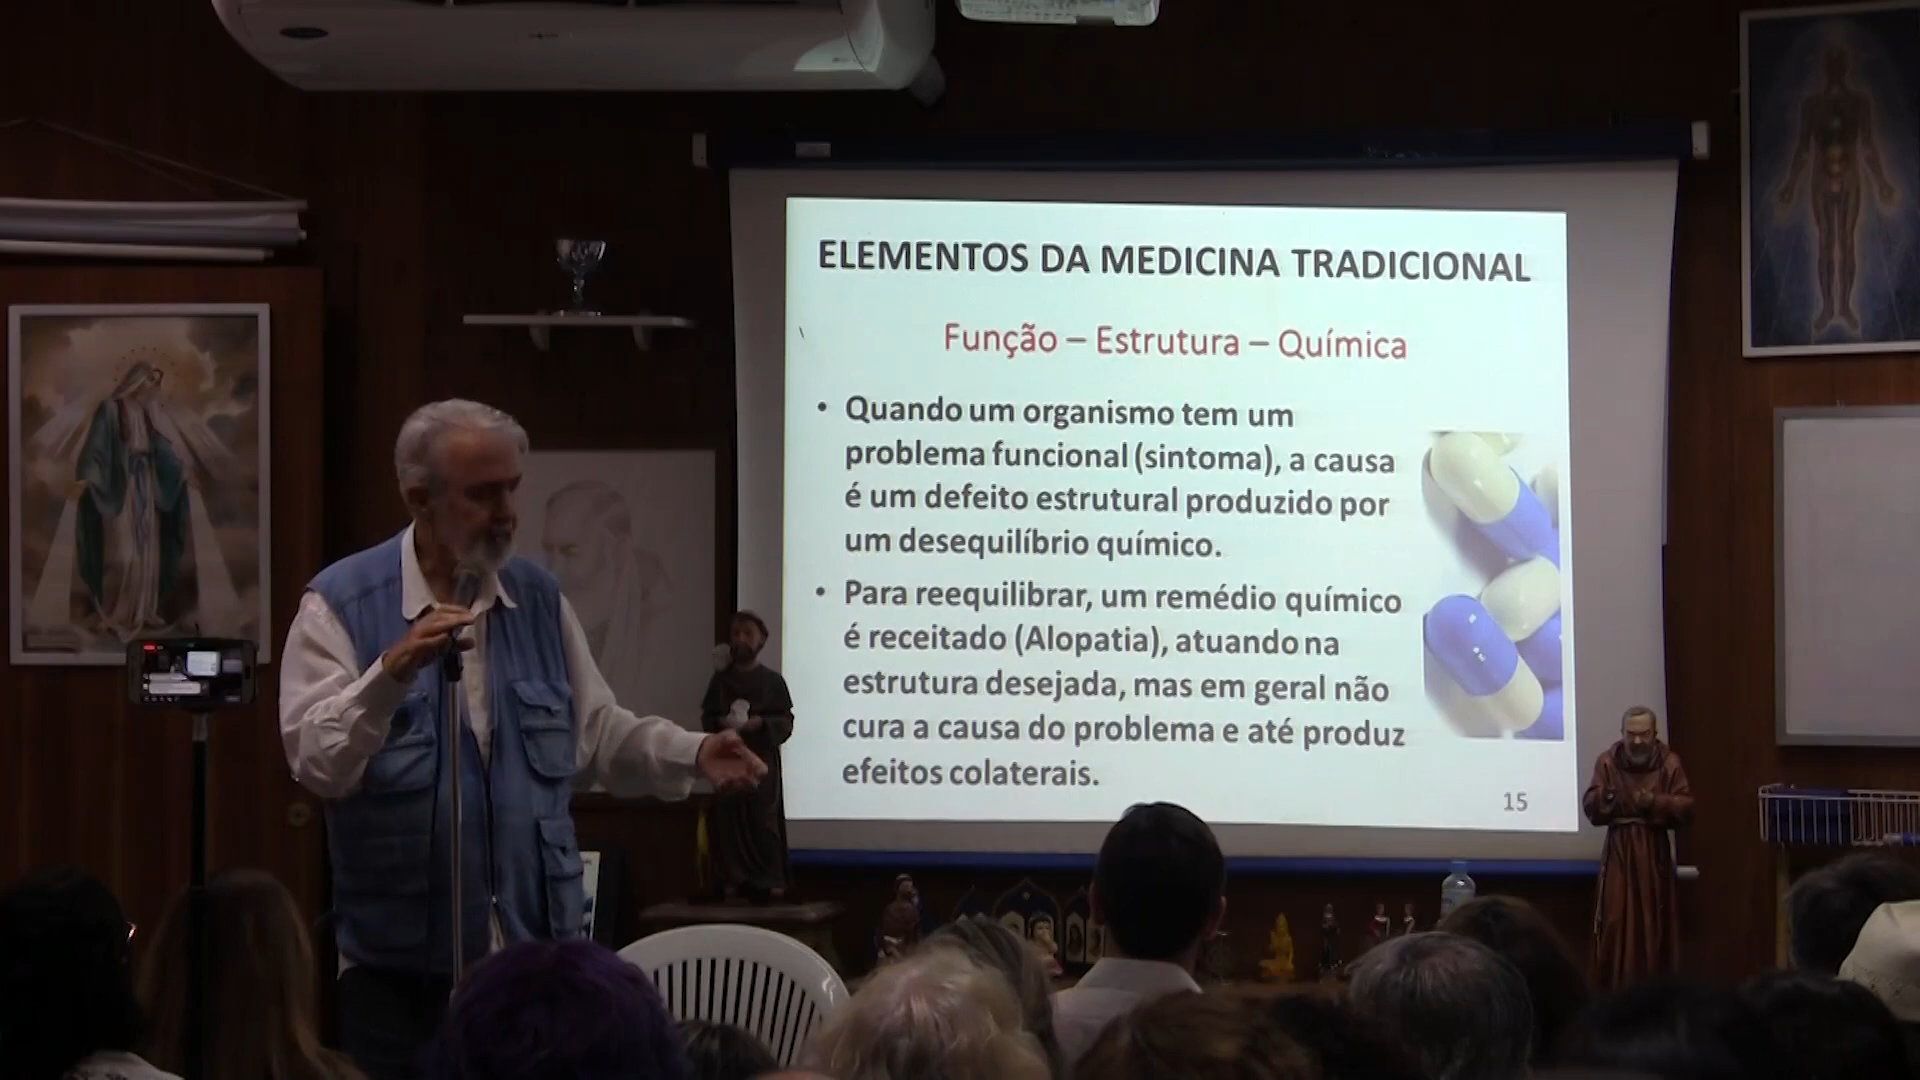 ELEMENTOS DA MEDICINA TRADICIONAL
Função – Estrutura – Química
• Quando um organismo tem um
problema funcional (sintoma), a causa
é um defeito estrutural produzido por
um desequilíbrio químico.
• Para reequilibrar, um remédio químico
é receitado (Alopatia), atuando na
estrutura desejada, mas em geral não
cura a causa do problema e até produz
efeitos colaterais.
15